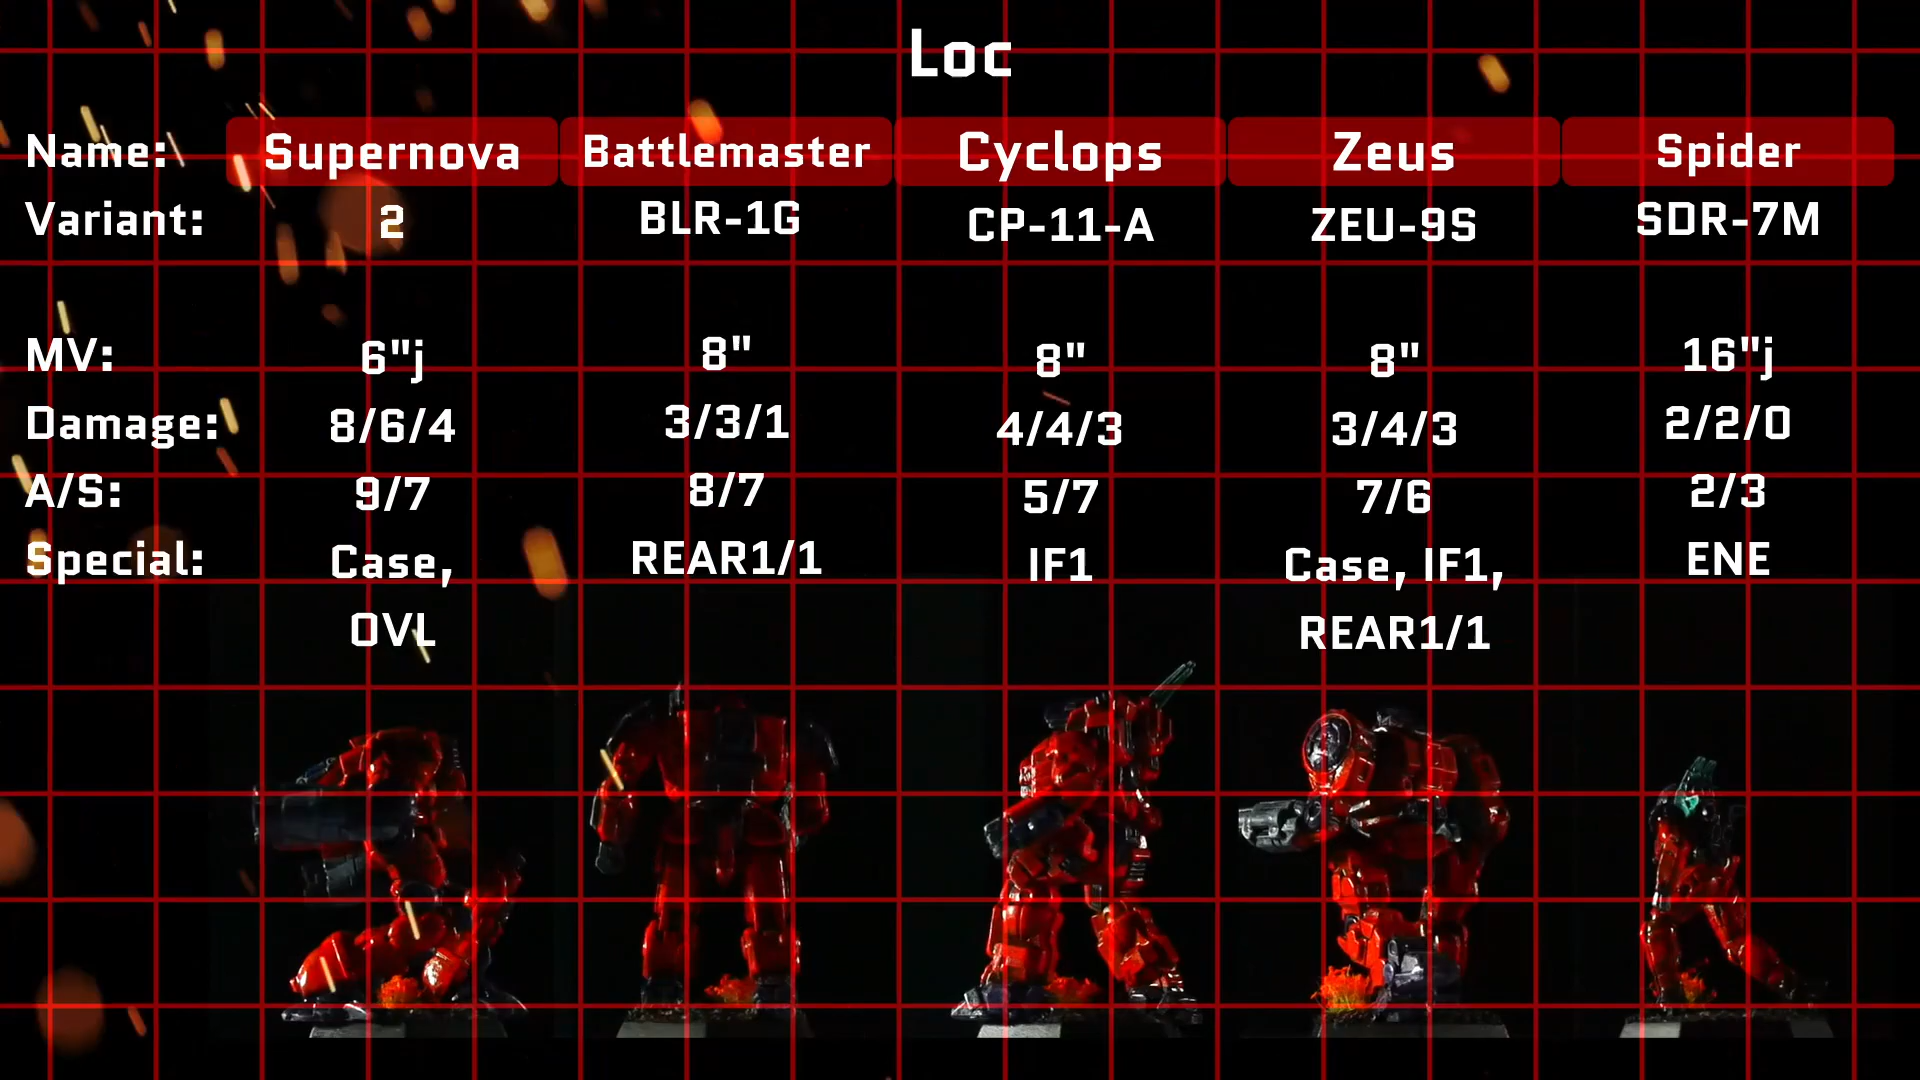 Loc
Name: Supernova Battlemaster Cyclops Zeus Spider
Variant: 2 BLR-1G CP-11-A ZEU-9S SDR-7M
MV: 6"j 8" 8" 8" 16"j
Damage: 8/6/4 3/3/1 4/4/3 3/4/3 2/2/0
A/S: 9/7 8/7 5/7 7/6 2/3
Special: Case, REAR1/1 IF1 Case, IF1, ENE
OVL REAR1/1